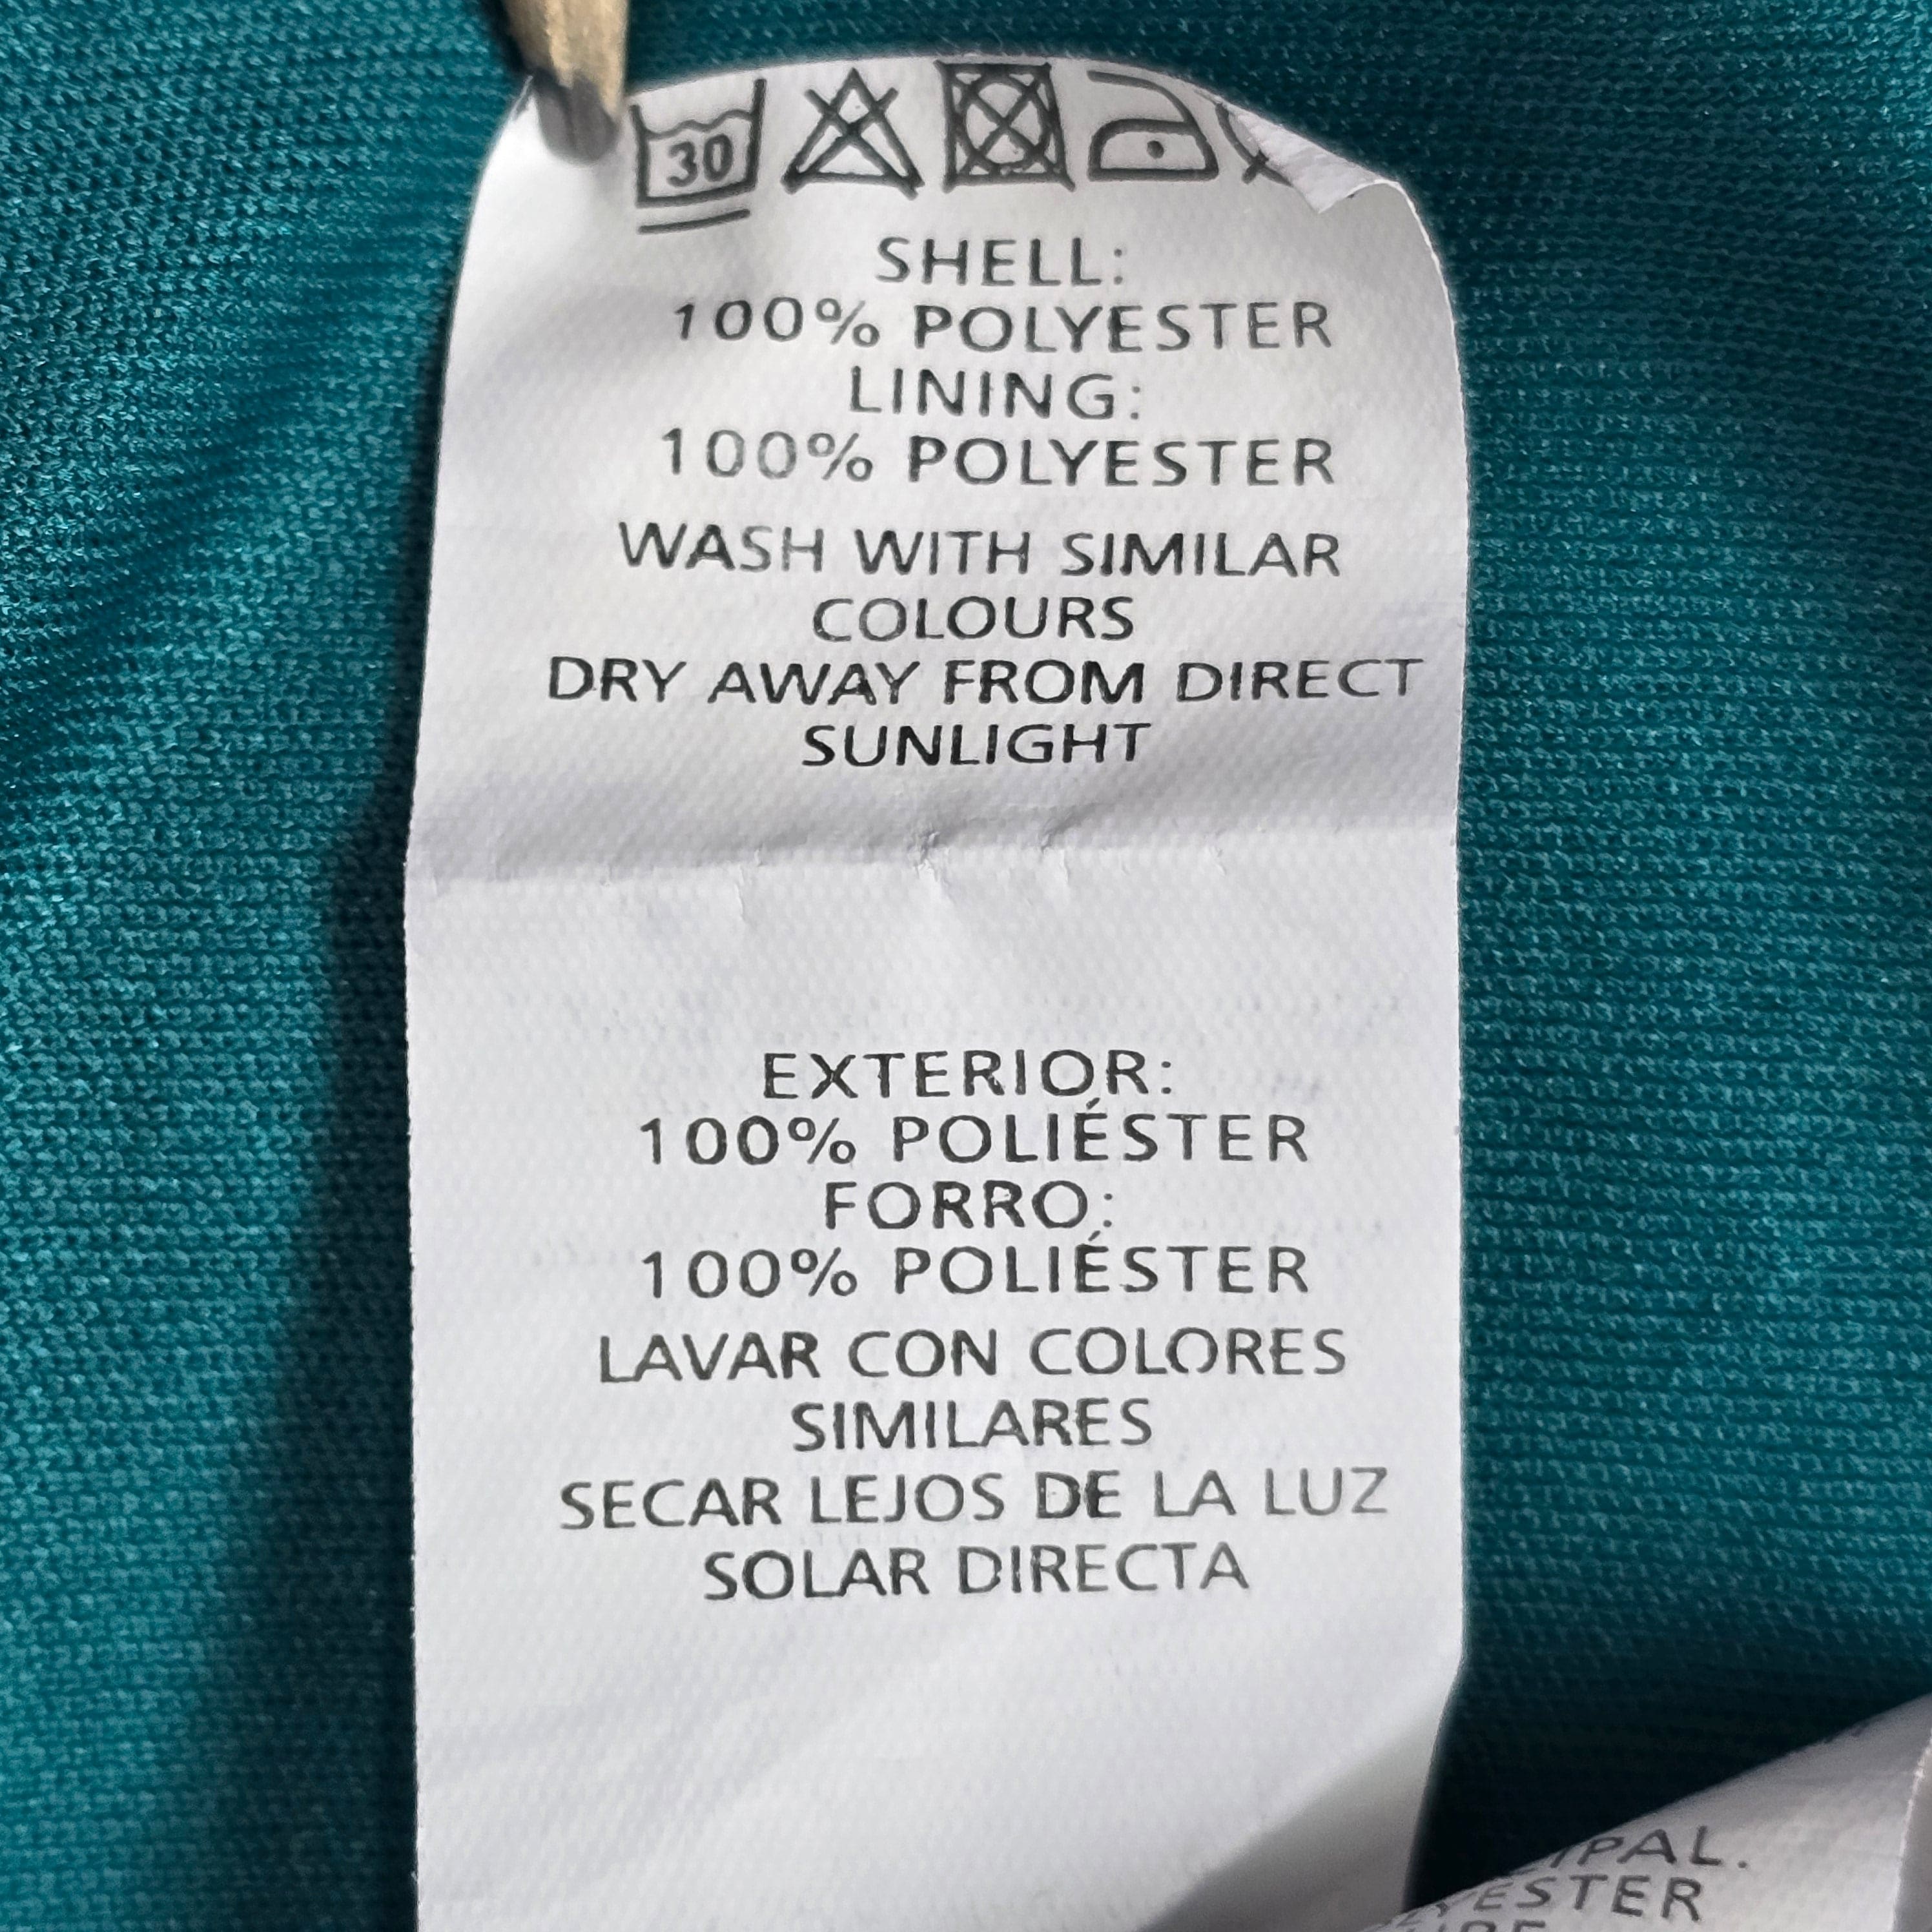 30
SHELL:
100% POLYESTER
LINING:
100% POLYESTER
WASH WITH SIMILAR
COLOURS
DRY AWAY FROM DIRECT
SUNLIGHT
EXTERIOR:
100% POLIÉSTER
FORRO:
100% POLIÉSTER
LAVAR CON COLORES
SIMILARES
SECAR LEJOS DE LA LUZ
SOLAR DIRECTA